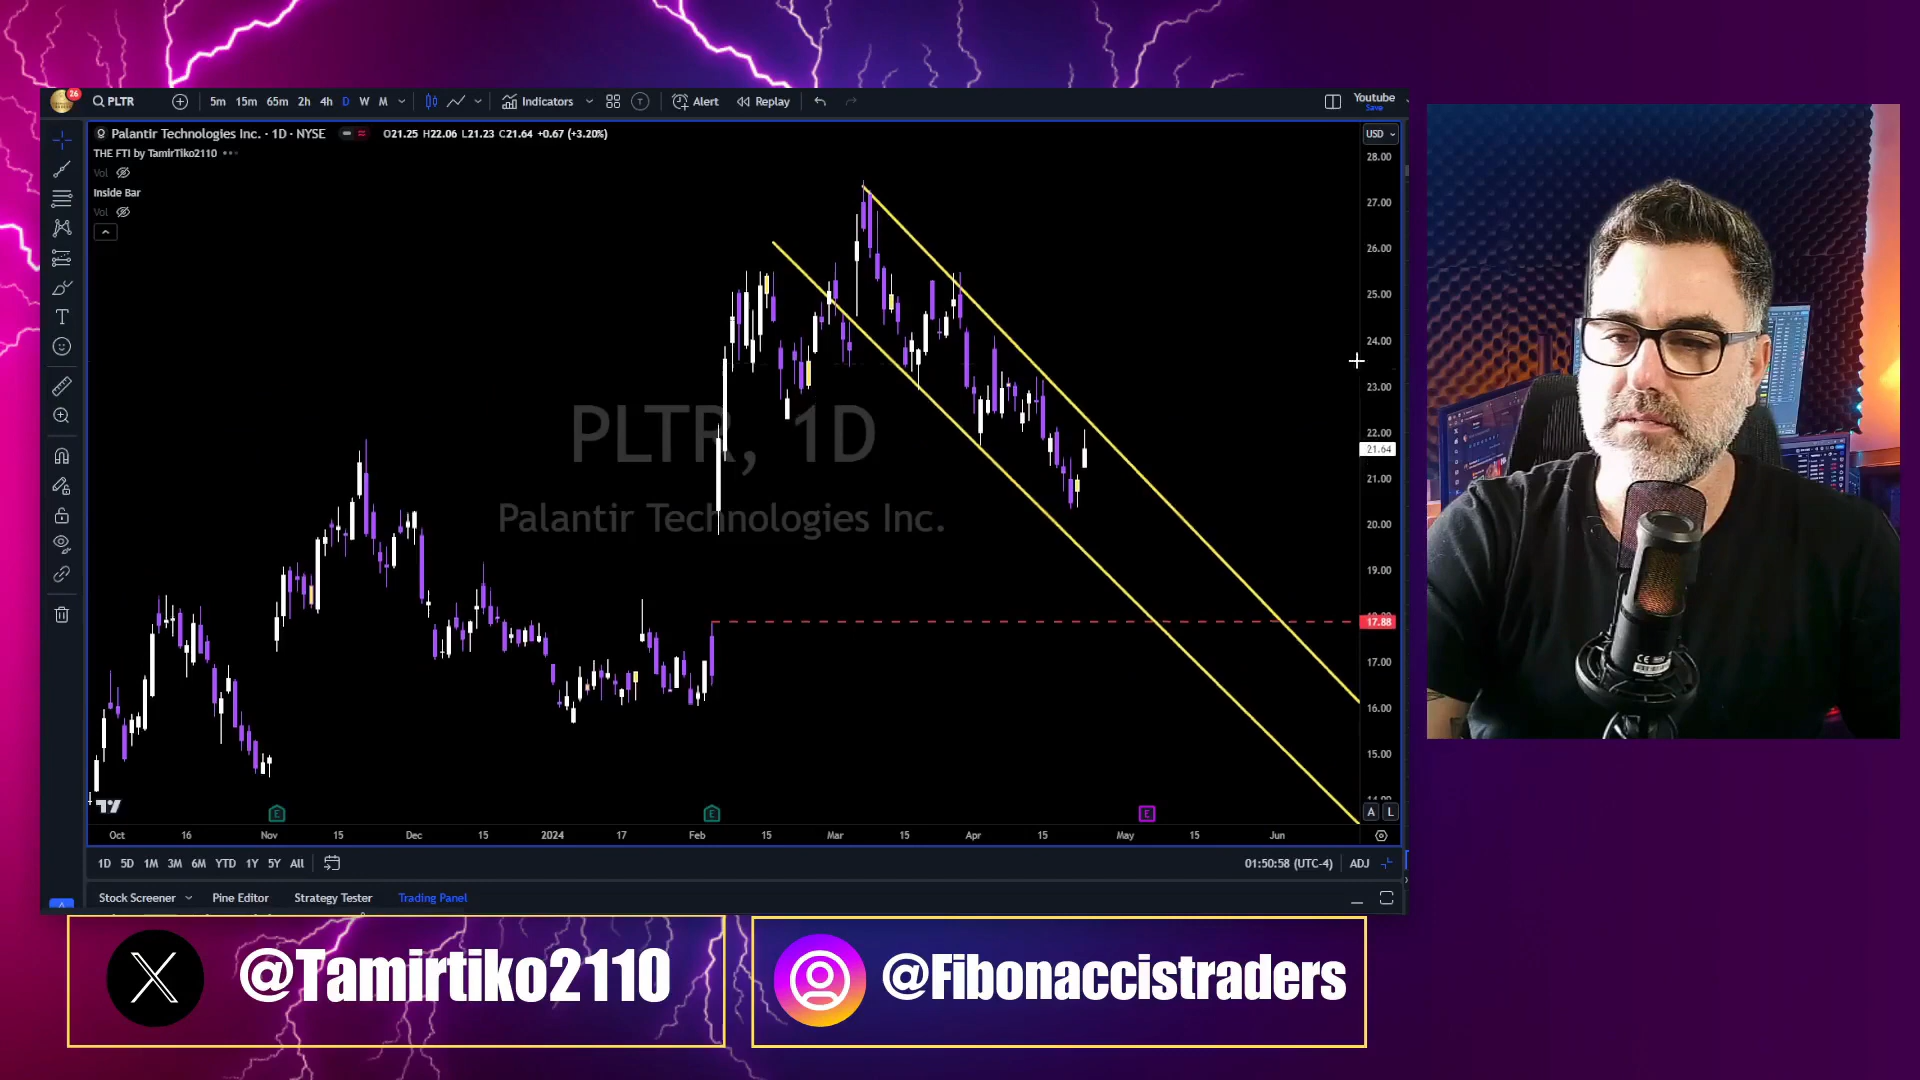 26
PLTR
5m 15m 65m 2h 4h D W M
Indicators
Alert
Replay
Youtube
Save
Palantir Technologies Inc. · 1D · NYSE
O21.25 H22.06 L21.23 C21.64 +0.67 (+3.20%)
USD
THE FTI by TamirTiko2110
Vol
Inside Bar
Vol
28.00
27.00
26.00
25.00
24.00
23.00
22.00
21.64
21.00
20.00
19.00
17.88
17.00
16.00
15.00
PLTR, 1D
Palantir Technologies Inc.
E
E
E
A L
Oct 16 Nov 15 Dec 15 2024 17 Feb 15 Mar 15 Apr 15 May 15 Jun
1D 5D 1M 3M 6M YTD 1Y 5Y All
01:50:58 (UTC-4)
ADJ
Stock Screener
Pine Editor
Strategy Tester
Trading Panel
@Tamirtiko2110
@Fibonaccistraders